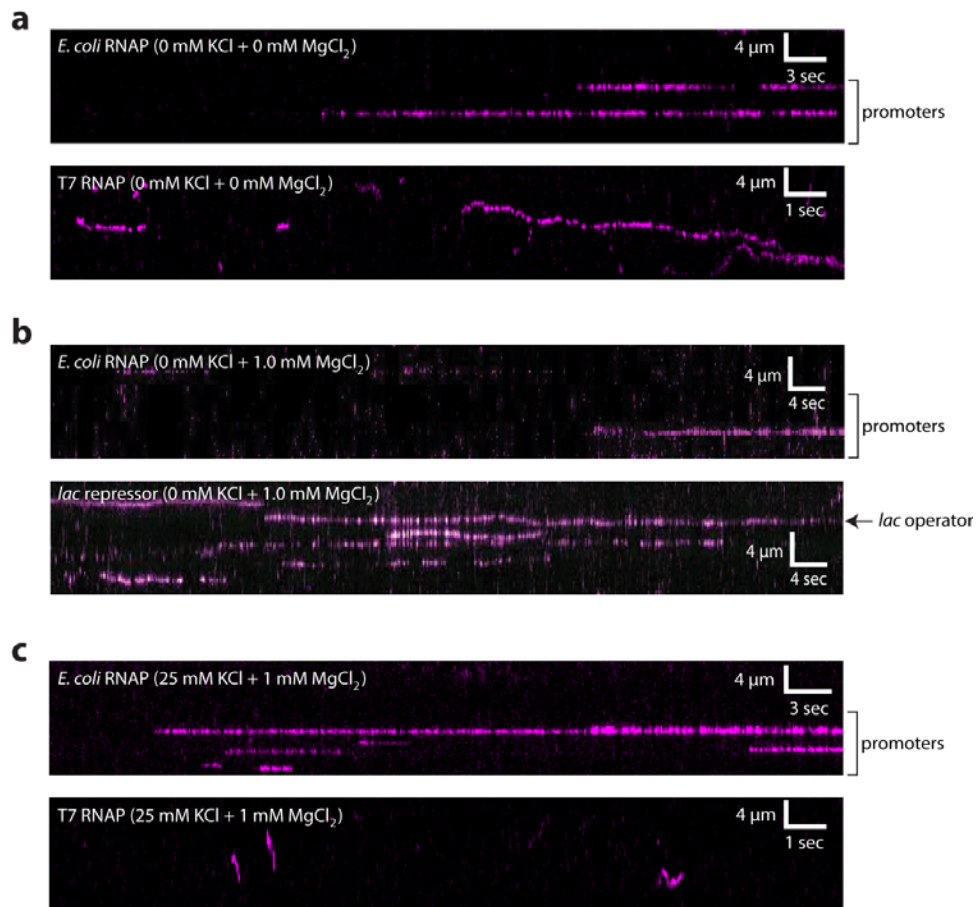 a
E. coli RNAP (0 mM KCl + 0 mM MgCl₂)
4 μm
3 sec
promoters
T7 RNAP (0 mM KCl + 0 mM MgCl₂)
4 μm
1 sec
b
E. coli RNAP (0 mM KCl + 1.0 mM MgCl₂)
4 μm
4 sec
promoters
lac repressor (0 mM KCl + 1.0 mM MgCl₂)
lac operator
4 μm
4 sec
c
E. coli RNAP (25 mM KCl + 1 mM MgCl₂)
4 μm
3 sec
promoters
T7 RNAP (25 mM KCl + 1 mM MgCl₂)
4 μm
1 sec